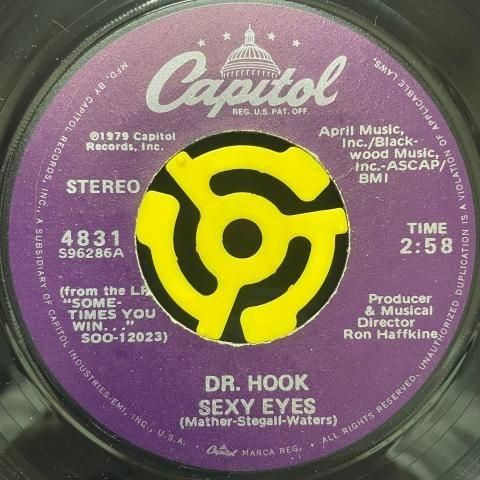 Capitol
REG. U.S. PAT. OFF.
©1979 Capitol
Records, Inc.
April Music,
Inc./Black-
wood Music,
Inc.-ASCAP/
BMI
STEREO
4831
S96286A
TIME
2:58
(from the LP
"SOME-
TIMES YOU
WIN..."
SOO-12023)
Producer
& Musical
Director
Ron Haffkine
DR. HOOK
SEXY EYES
(Mather-Stegall-Waters)
MFD. BY CAPITOL RECORDS, INC., A SUBSIDIARY OF CAPITOL INDUSTRIES-EMI, INC., U.S.A.
Capitol MARCA REG. • ALL RIGHTS RESERVED. UNAUTHORIZED DUPLICATION IS A VIOLATION OF APPLICABLE LAWS.